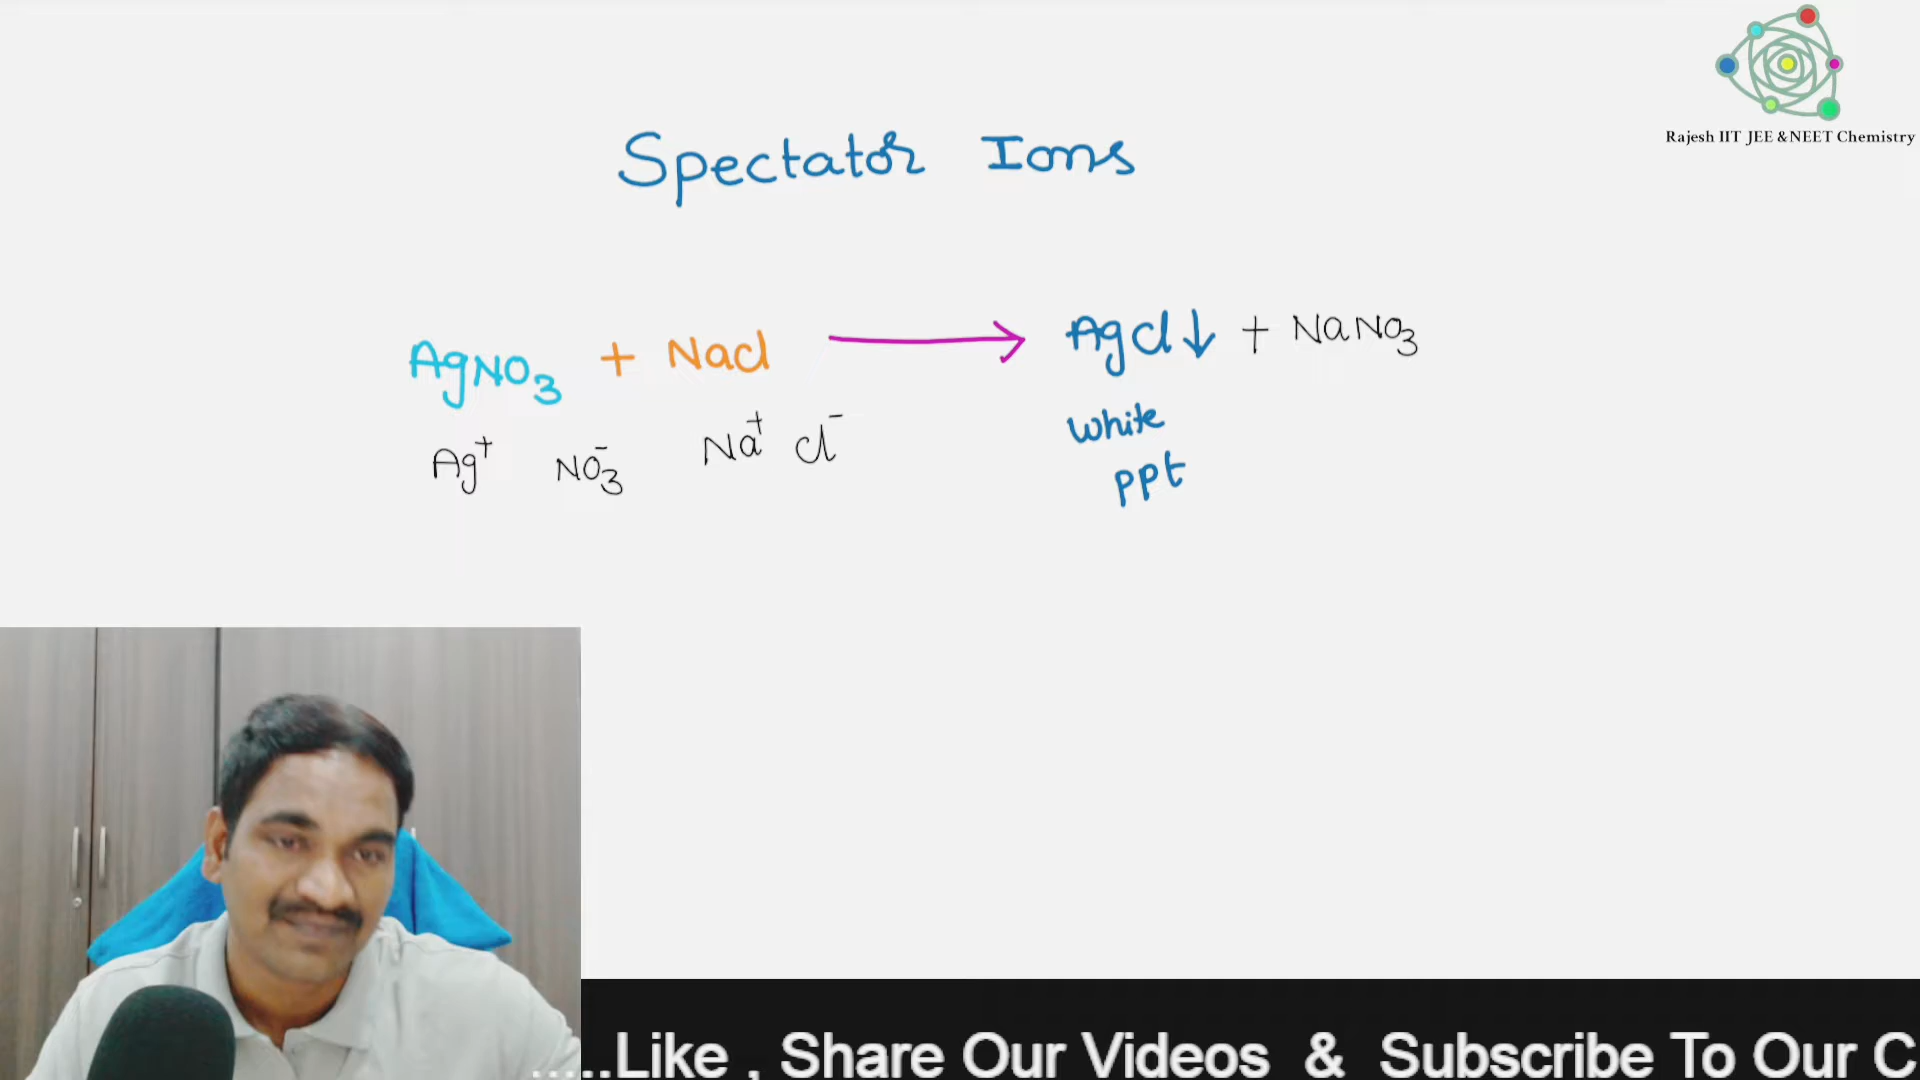 Rajesh IIT JEE &NEET Chemistry
Spectator Ions
AgNO₃ + NaCl → AgCl↓ + NaNO₃
Ag⁺ NO₃⁻ Na⁺ Cl⁻
White
ppt
.....Like , Share Our Videos & Subscribe To Our C